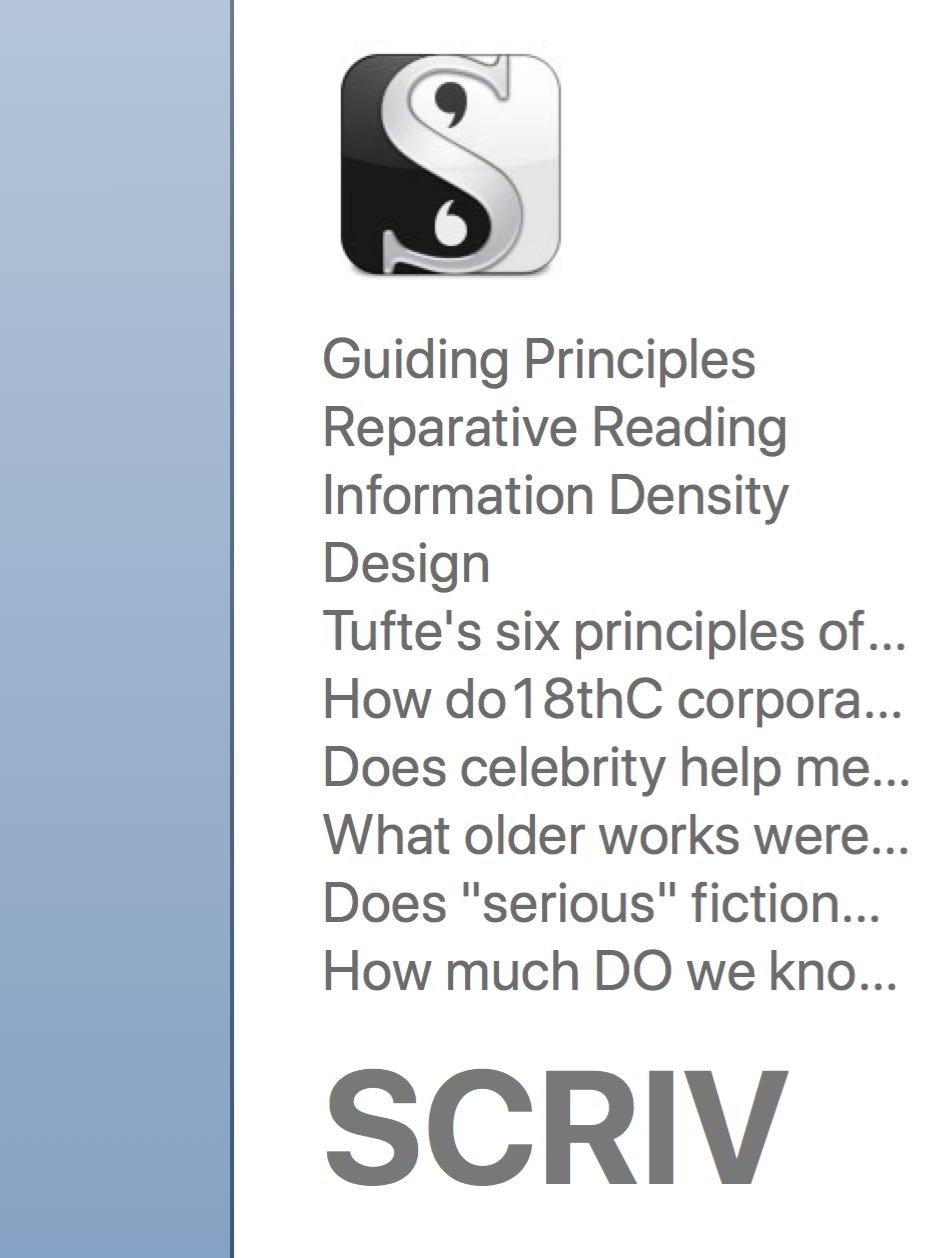 Guiding Principles
Reparative Reading
Information Density
Design
Tufte's six principles of...
How do18thC corpora...
Does celebrity help me...
What older works were...
Does "serious" fiction...
How much DO we kno...
SCRIV